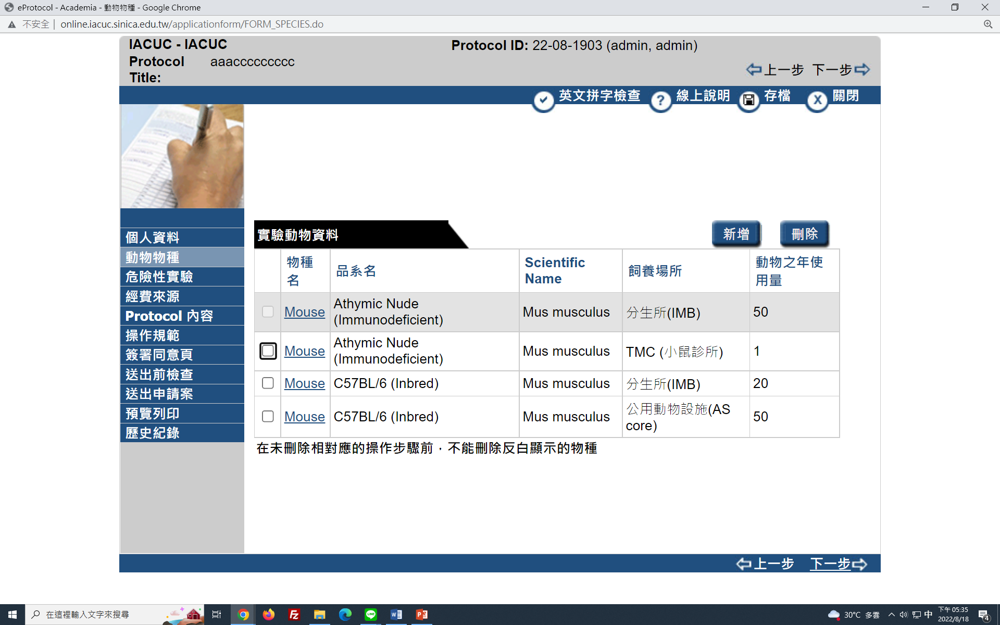 eProtocol - Academia - 動物物種 - Google Chrome
不安全 | online.iacuc.sinica.edu.tw/applicationform/FORM_SPECIES.do
IACUC - IACUC
Protocol ID: 22-08-1903 (admin, admin)
Protocol Title: aaaccccccccc
上一步 下一步
英文拼字檢查 線上說明 存檔 關閉
個人資料
動物物種
危險性實驗
經費來源
Protocol 內容
操作規範
簽署同意頁
送出前檢查
送出申請案
預覽列印
歷史紀錄
實驗動物資料 新增 刪除
物種名 品系名 Scientific Name 飼養場所 動物之年使用量
Mouse Athymic Nude (Immunodeficient) Mus musculus 分生所(IMB) 50
Mouse Athymic Nude (Immunodeficient) Mus musculus TMC (小鼠診所) 1
Mouse C57BL/6 (Inbred) Mus musculus 分生所(IMB) 20
Mouse C57BL/6 (Inbred) Mus musculus 公用動物設施(AS core) 50
在未刪除相對應的操作步驟前，不能刪除反白顯示的物種
上一步 下一步
在這裡輸入文字來搜尋
30°C 多雲
中
下午 05:35
2022/8/18
4